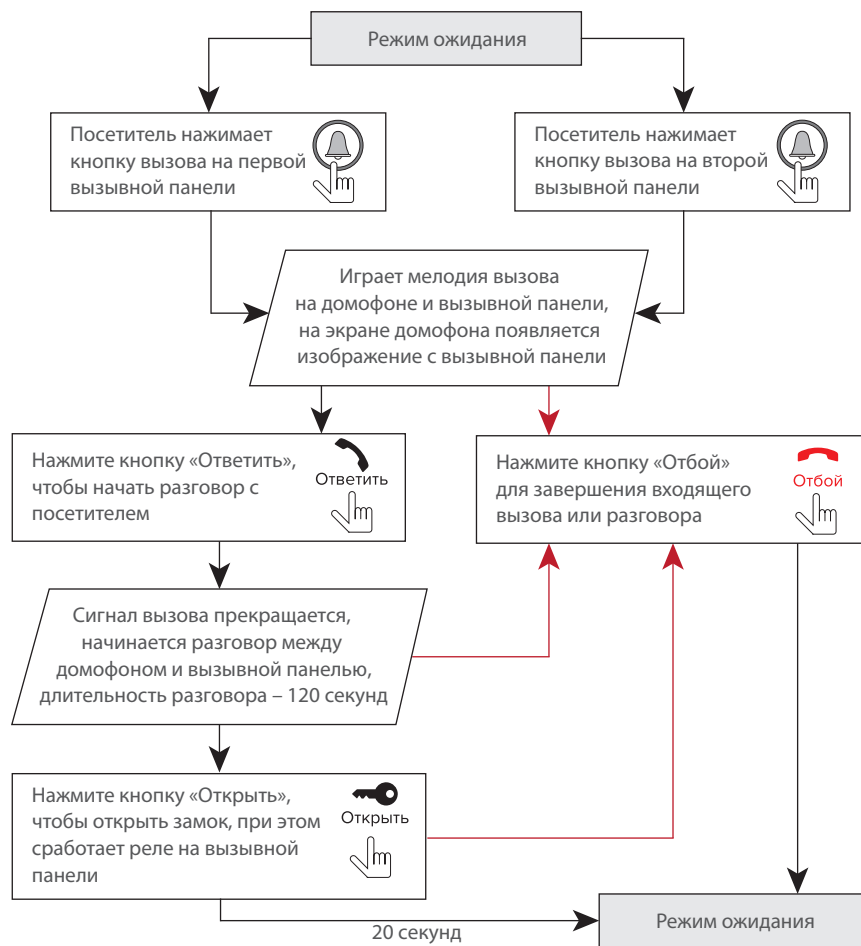 Режим ожидания
Посетитель нажимает
кнопку вызова на первой
вызывной панели
Посетитель нажимает
кнопку вызова на второй
вызывной панели
Играет мелодия вызова
на домофоне и вызывной панели,
на экране домофона появляется
изображение с вызывной панели
Нажмите кнопку «Ответить»,
чтобы начать разговор с
посетителем
Ответить
Нажмите кнопку «Отбой»
для завершения входящего
вызова или разговора
Отбой
Сигнал вызова прекращается,
начинается разговор между
домофоном и вызывной панелью,
длительность разговора – 120 секунд
Нажмите кнопку «Открыть»,
чтобы открыть замок, при этом
сработает реле на вызывной
панели
Открыть
20 секунд
Режим ожидания